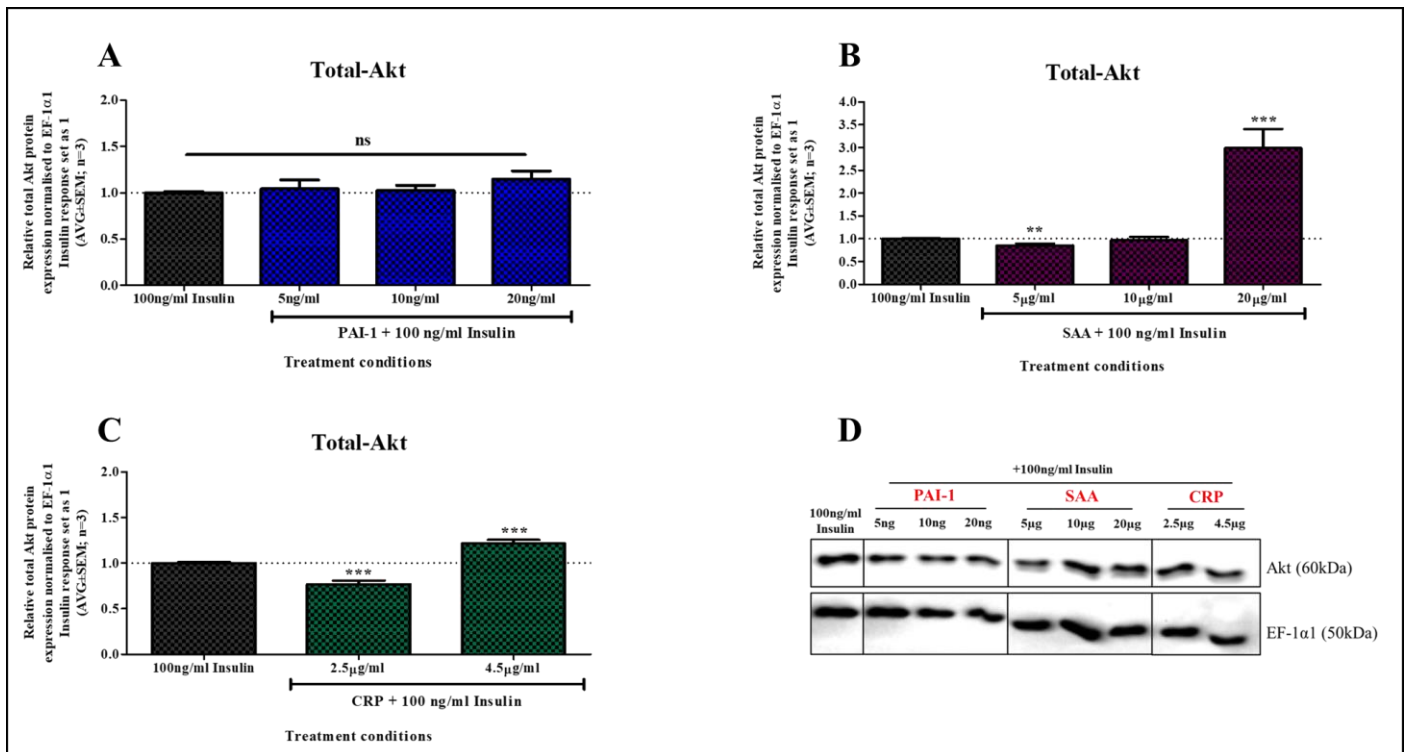 A
Total-Akt
Relative total Akt protein
expression normalised to EF-1α1
Insulin response set as 1
(AVG±SEM; n=3)
2.0
1.5
1.0
0.5
0.0
ns
100ng/ml Insulin
5ng/ml
10ng/ml
20ng/ml
PAI-1 + 100 ng/ml Insulin
Treatment conditions
B
Total-Akt
Relative total Akt protein
expression normalised to EF-1α1
Insulin response set as 1
(AVG±SEM; n=3)
4.0
3.5
3.0
2.5
2.0
1.5
1.0
0.5
0.0
**
***
100ng/ml Insulin
5µg/ml
10µg/ml
20µg/ml
SAA + 100 ng/ml Insulin
Treatment conditions
C
Total-Akt
Relative total Akt protein
expression normalised to EF-1α1
Insulin response set as 1
(AVG±SEM; n=3)
2.0
1.5
1.0
0.5
0.0
***
***
100ng/ml Insulin
2.5µg/ml
4.5µg/ml
CRP + 100 ng/ml Insulin
Treatment conditions
D
+100ng/ml Insulin
PAI-1
SAA
CRP
100ng/ml
Insulin
5ng
10ng
20ng
5µg
10µg
20µg
2.5µg
4.5µg
Akt (60kDa)
EF-1α1 (50kDa)